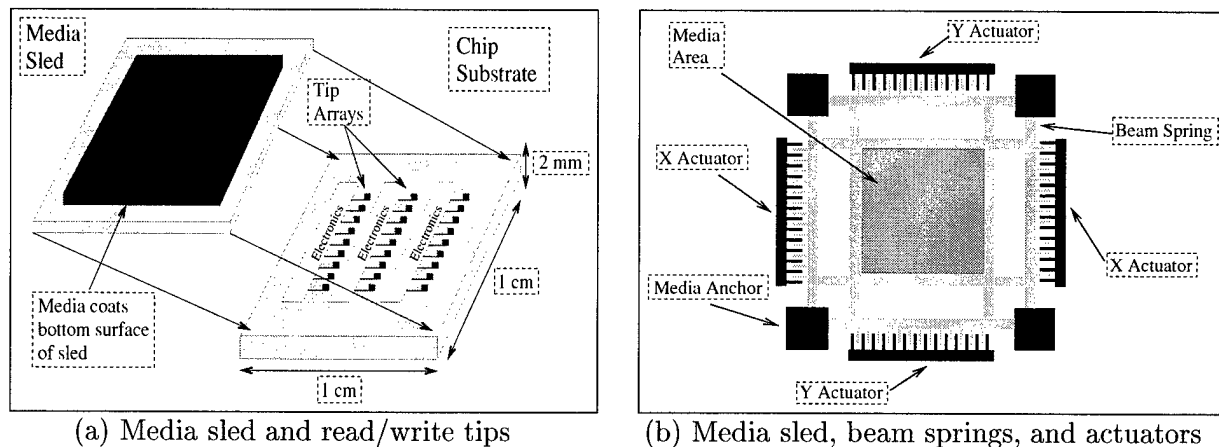 Media
Sled
Chip
Substrate
Tip
Arrays
2 mm
Electronics
Electronics
Electronics
1 cm
Media coats
bottom surface
of sled
1 cm
(a) Media sled and read/write tips
Y Actuator
Media
Area
Beam Spring
X Actuator
X Actuator
Media Anchor
Y Actuator
(b) Media sled, beam springs, and actuators